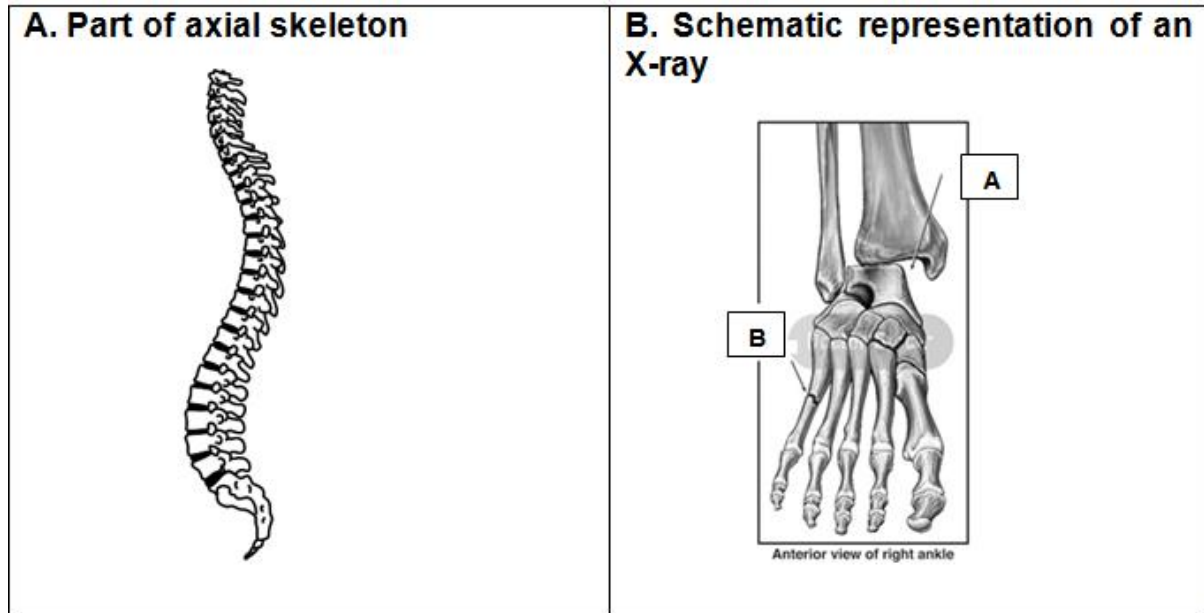 A. Part of axial skeleton
B. Schematic representation of an
X-ray
A
B
Anterior view of right ankle